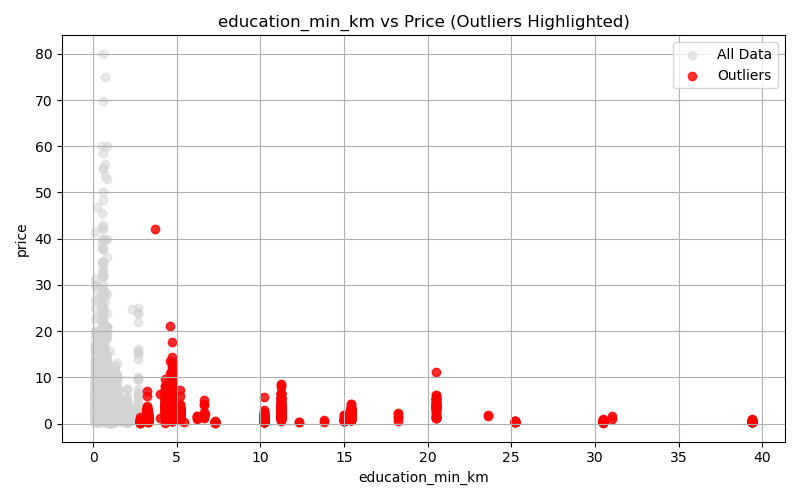 education_min_km vs Price (Outliers Highlighted)
All Data
Outliers
price
80
70
60
50
40
30
20
10
0
0 5 10 15 20 25 30 35 40
education_min_km